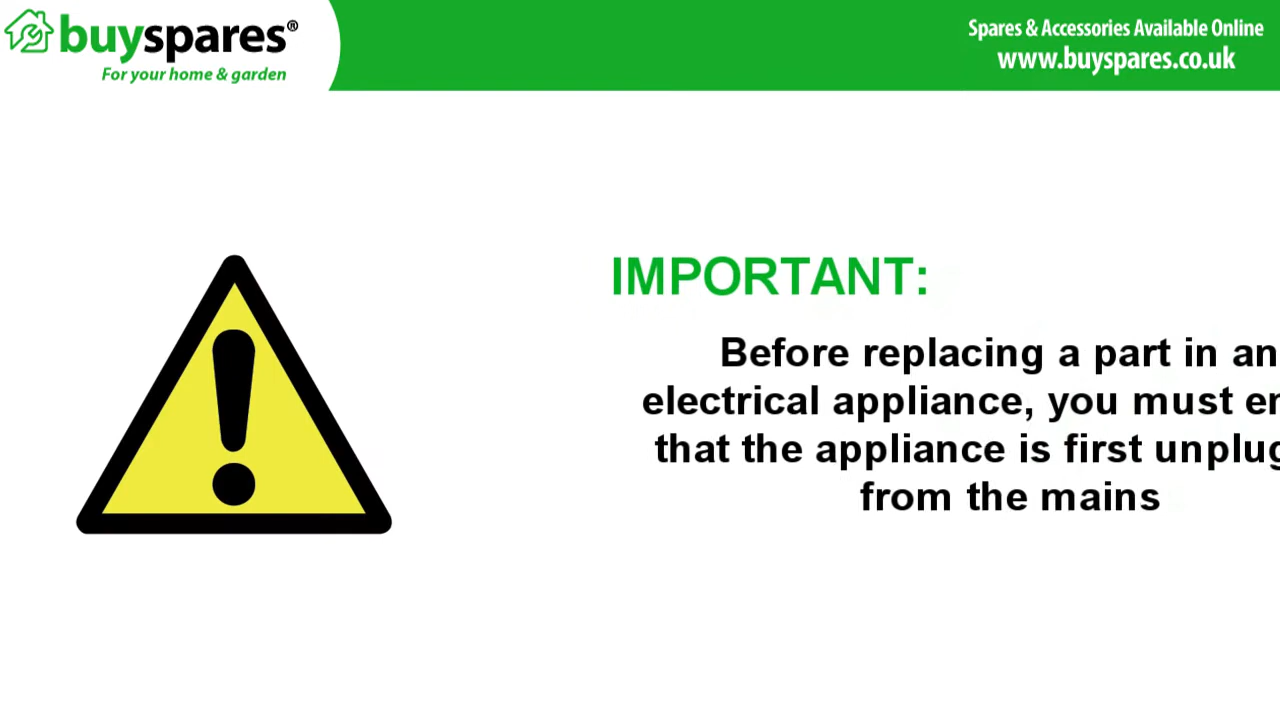 buyspares®
For your home & garden
Spares & Accessories Available Online
www.buyspares.co.uk
IMPORTANT:
Before replacing a part in an
electrical appliance, you must
that the appliance is first
from the mains